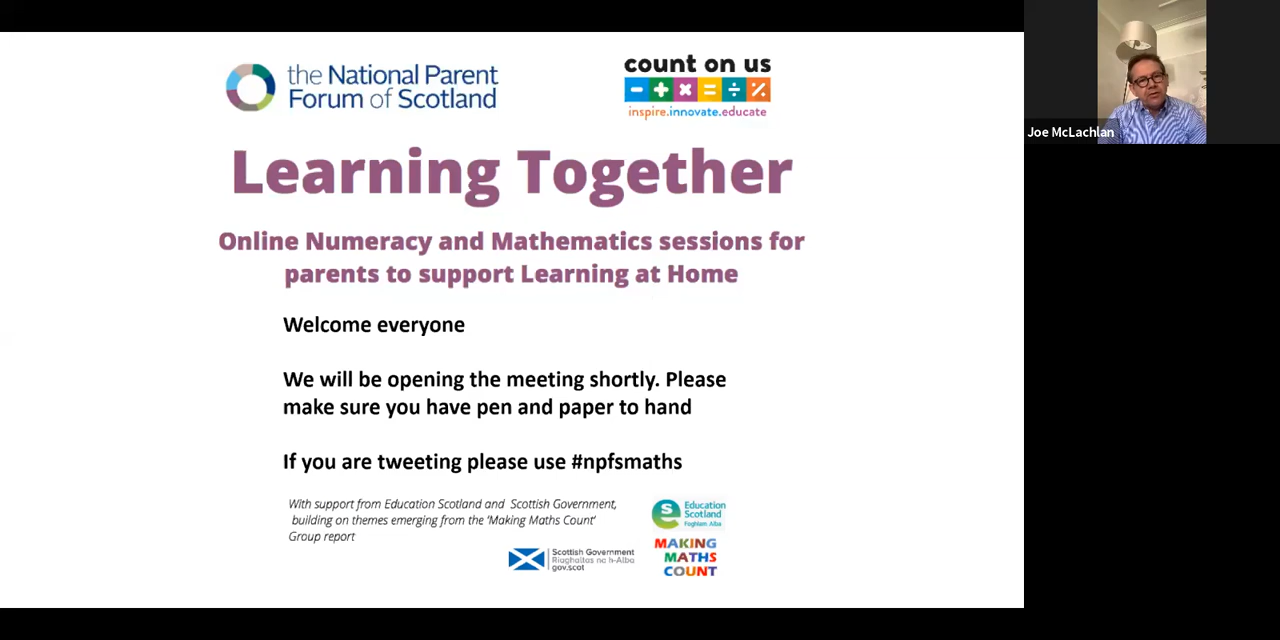 the National Parent
Forum of Scotland
count on us
inspire.innovate.educate
Learning Together
Online Numeracy and Mathematics sessions for
parents to support Learning at Home
Welcome everyone
We will be opening the meeting shortly. Please
make sure you have pen and paper to hand
If you are tweeting please use #npfsmaths
With support from Education Scotland and Scottish Government,
building on themes emerging from the ‘Making Maths Count’
Group report
Education
Scotland
Foghlam Alba
Scottish Government
Riaghaltas na h-Alba
gov.scot
MAKING
MATHS
COUNT
Joe McLachlan